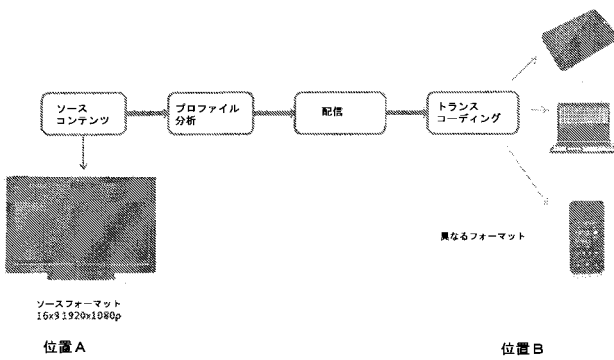 ソース
コンテンツ
プロファイル
分析
配信
トランス
コーディング
異なるフォーマット
ソースフォーマット
16x9 1920x1080p
位置A
位置B